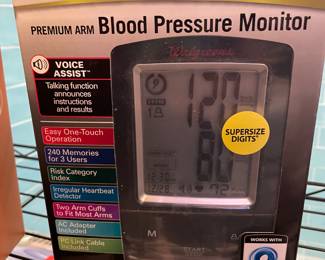 PREMIUM ARM Blood Pressure Monitor
Walgreens
VOICE
ASSIST™
Talking function
announces
instructions
and results
Easy One-Touch
Operation
240 Memories
for 3 Users
Risk Category
Index
Irregular Heartbeat
Detector
Two Arm Cuffs
to Fit Most Arms
AC Adapter
Included
PC Link Cable
Included
SUPERSIZE
DIGITS
M
START
WORKS WITH